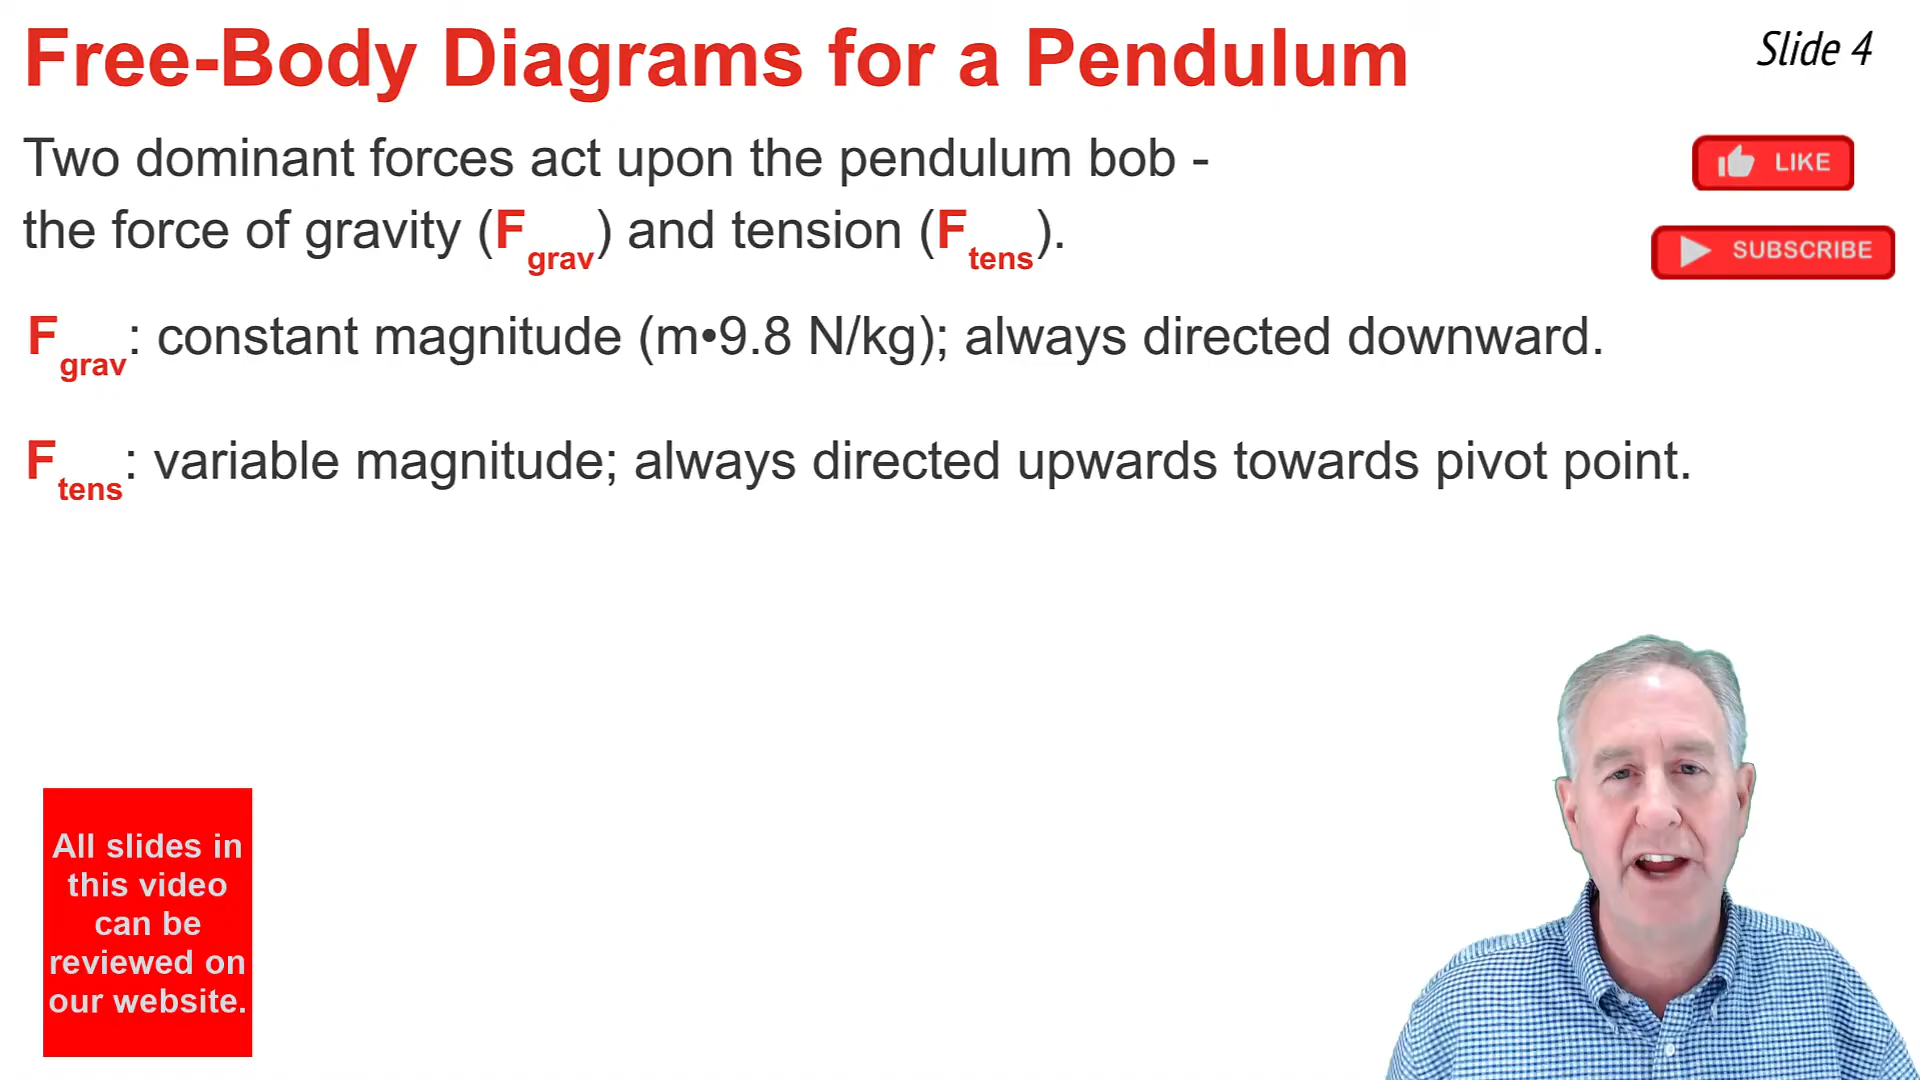 Free-Body Diagrams for a Pendulum
Slide 4
Two dominant forces act upon the pendulum bob -
the force of gravity (Fgrav) and tension (Ftens).
LIKE
SUBSCRIBE
Fgrav: constant magnitude (m•9.8 N/kg); always directed downward.
Ftens: variable magnitude; always directed upwards towards pivot point.
All slides in
this video
can be
reviewed on
our website.